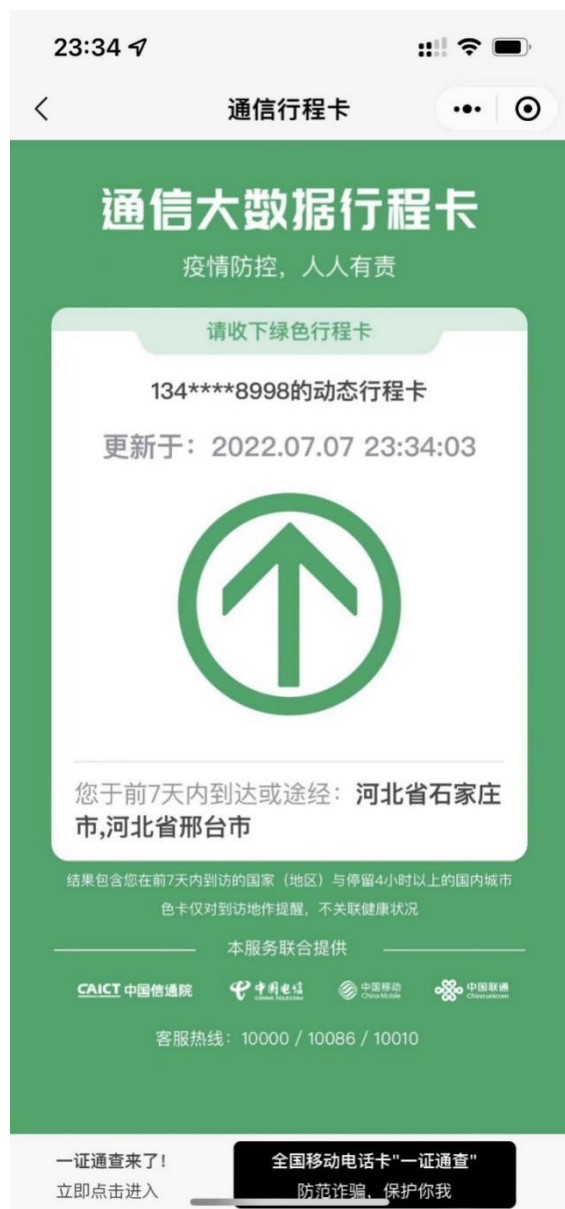 23:34
通信行程卡
通信大数据行程卡
疫情防控，人人有责
请收下绿色行程卡
134****8998的动态行程卡
更新于：2022.07.07 23:34:03
您于前7天内到达或途经：河北省石家庄
市,河北省邢台市
结果包含您在前7天内到访的国家（地区）与停留4小时以上的国内城市
色卡仅对到访地作提醒，不关联健康状况
本服务联合提供
CAICT 中国信通院 中国电信 CHINA TELECOM 中国移动 China Mobile 中国联通 China unicom
客服热线：10000 / 10086 / 10010
一证通查来了! 全国移动电话卡"一证通查"
立即点击进入 防范诈骗，保护你我